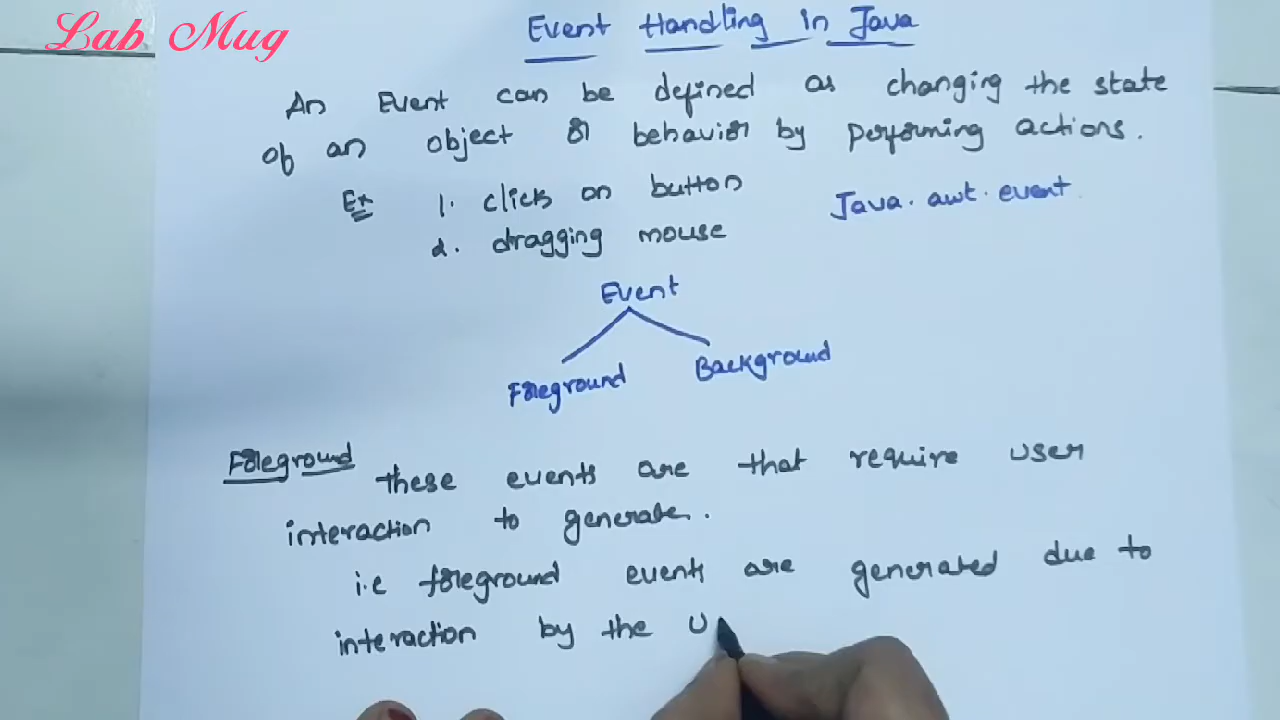 Lab Mug
Event Handling in Java
An Event can be defined as changing the state
of an object or behavior by performing actions.
Ex 1. click on button
Java.awt.event
2. dragging mouse
Event
Foreground Background
Foreground these events are that require user
interaction to generate.
i.e foreground events are generated due to
interaction by the U